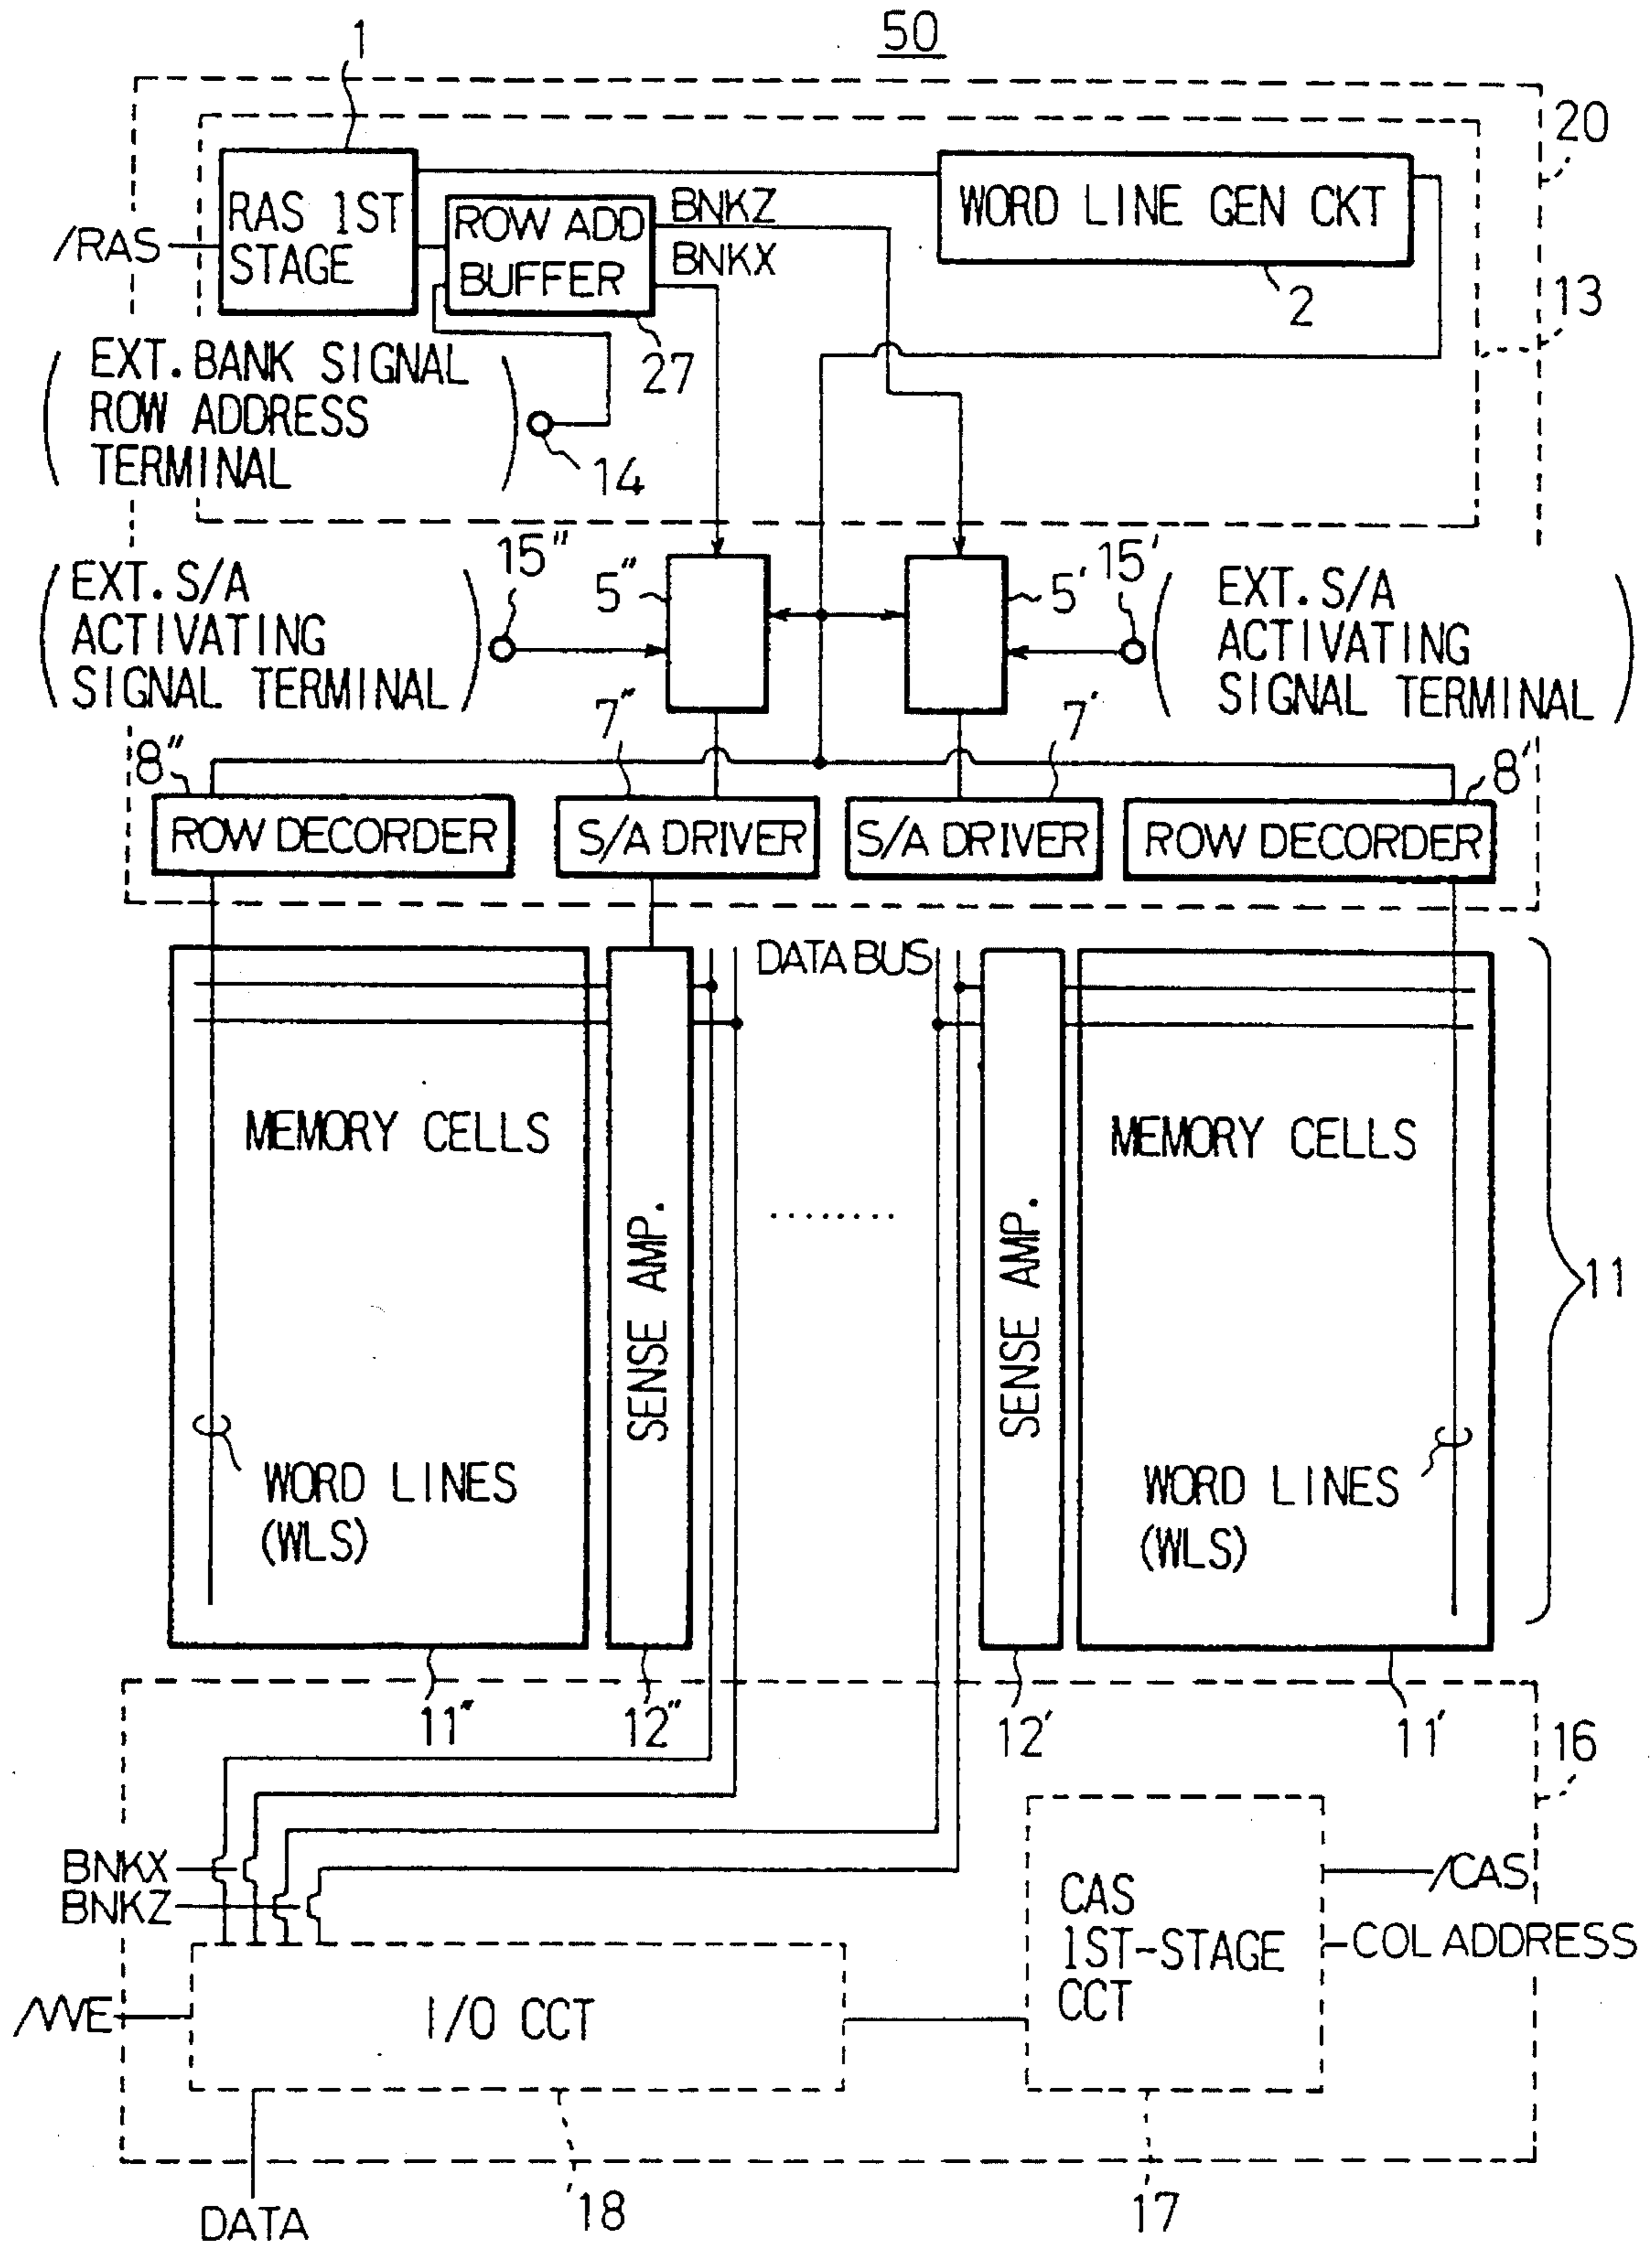 50
1
20
RAS 1ST
STAGE
/RAS
ROW ADD
BUFFER
BNKZ
BNKX
WORD LINE GEN CKT
2
13
27
EXT. BANK SIGNAL
ROW ADDRESS
TERMINAL
14
15"
5"
5'
15'
EXT. S/A
ACTIVATING
SIGNAL TERMINAL
EXT. S/A
ACTIVATING
SIGNAL TERMINAL
7"
7'
8"
8'
ROW DECORDER
S/A DRIVER
S/A DRIVER
ROW DECORDER
DATA BUS
MEMORY CELLS
MEMORY CELLS
SENSE AMP.
SENSE AMP.
........
11
WORD LINES
(WLS)
WORD LINES
(WLS)
11"
12"
12'
11'
16
BNKX
BNKZ
CAS
1ST-STAGE
CCT
/CAS
COL ADDRESS
/WE
I/O CCT
DATA
18
17